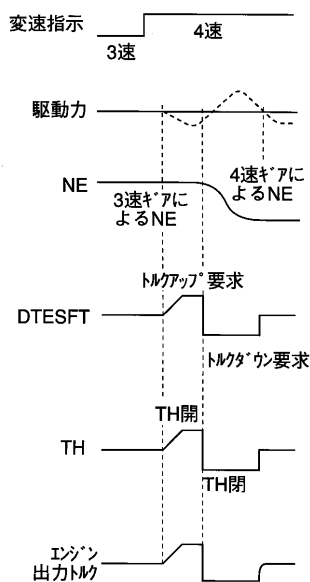 変速指示
3速
4速
駆動力
NE
3速ギアに
よるNE
4速ギアに
よるNE
トルクアップ要求
DTESFT
トルクダウン要求
TH開
TH
TH閉
エンジン
出力トルク